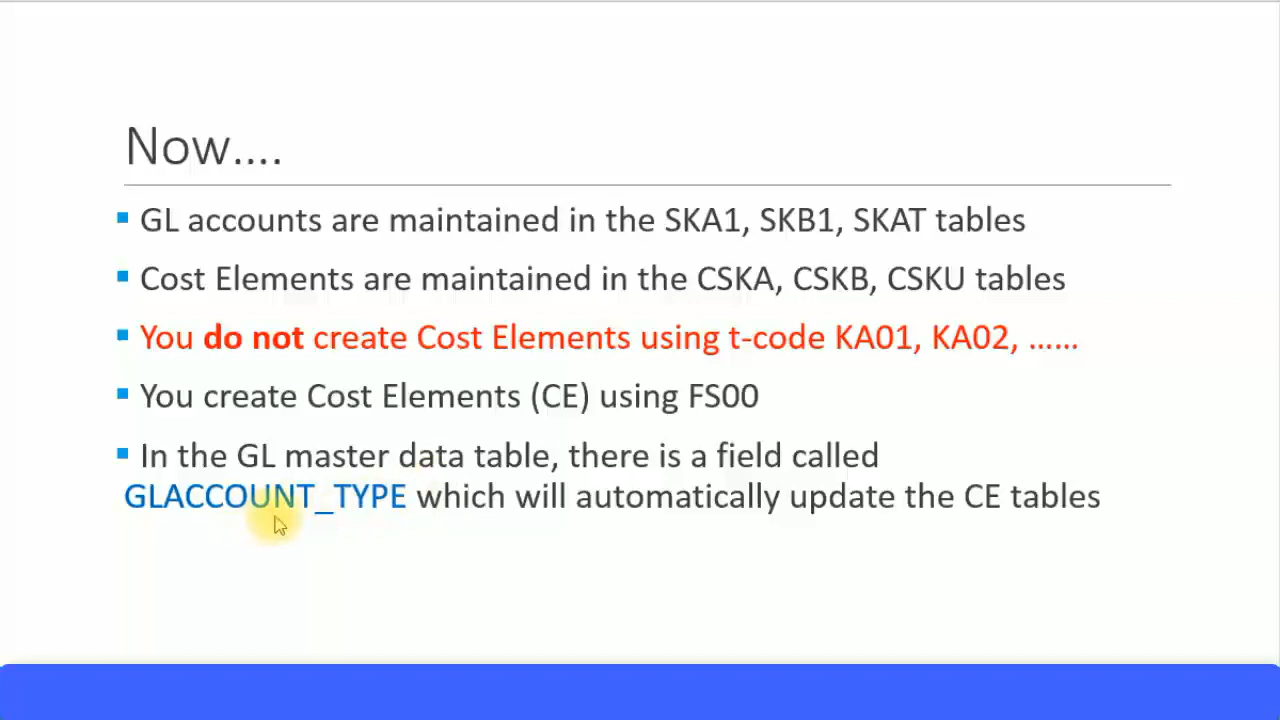 Now....
GL accounts are maintained in the SKA1, SKB1, SKAT tables
Cost Elements are maintained in the CSKA, CSKB, CSKU tables
You do not create Cost Elements using t-code KA01, KA02, ......
You create Cost Elements (CE) using FS00
In the GL master data table, there is a field called
GLACCOUNT_TYPE which will automatically update the CE tables